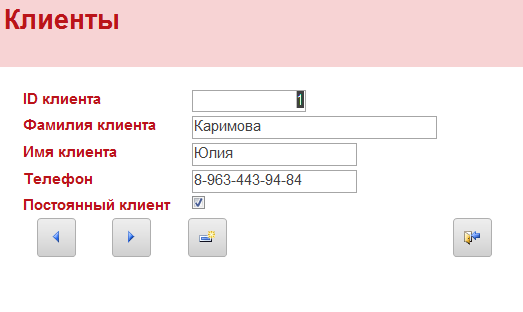 Клиенты
ID клиента 1
Фамилия клиента Каримова
Имя клиента Юлия
Телефон 8-963-443-94-84
Постоянный клиент